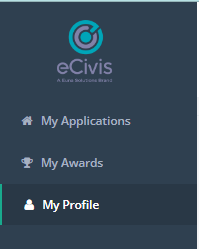 eCivis
A Euna Solutions Brand
My Applications
My Awards
My Profile